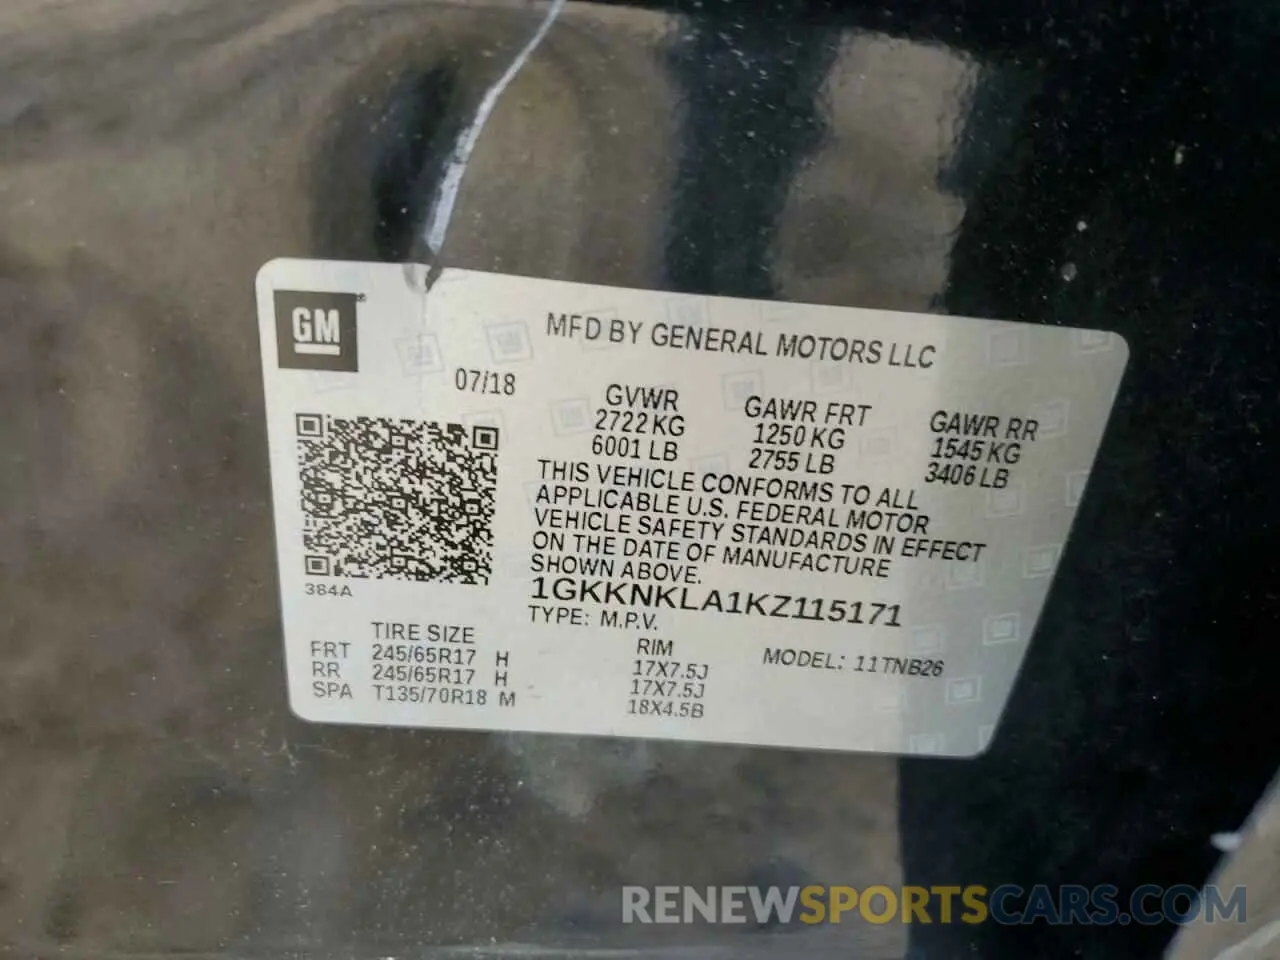 GM
MFD BY GENERAL MOTORS LLC
07/18
GVWR GAWR FRT GAWR RR
2722 KG 1250 KG 1545 KG
6001 LB 2755 LB 3406 LB
THIS VEHICLE CONFORMS TO ALL
APPLICABLE U.S. FEDERAL MOTOR
VEHICLE SAFETY STANDARDS IN EFFECT
ON THE DATE OF MANUFACTURE
SHOWN ABOVE.
384A
1GKKNKLA1KZ115171
TYPE: M.P.V.
MODEL: 11TNB26
TIRE SIZE RIM
FRT 245/65R17 H 17X7.5J
RR 245/65R17 H 17X7.5J
SPA T135/70R18 M 18X4.5B
RENEWSPORTSCARS.COM